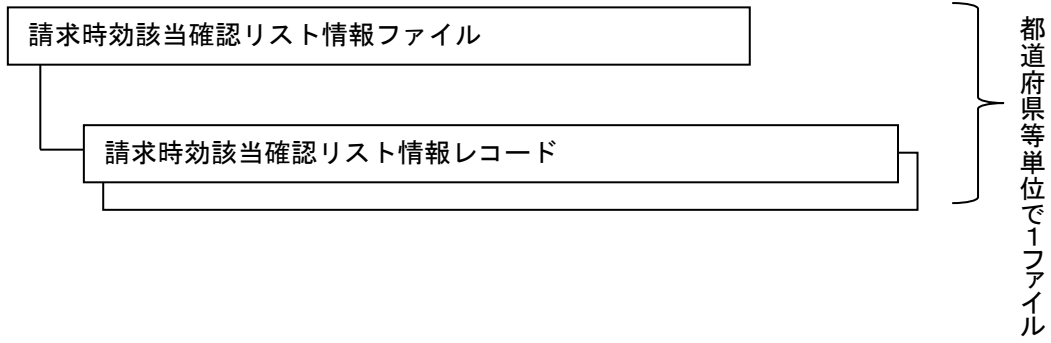 請求時効該当確認リスト情報ファイル
請求時効該当確認リスト情報レコード
都道府県等単位で1ファイル